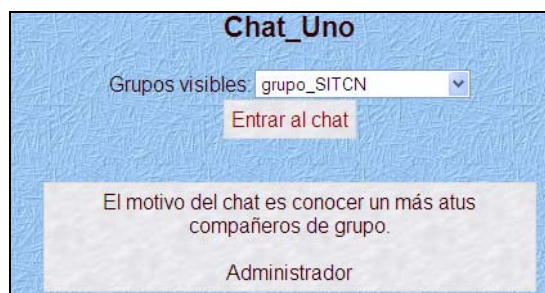 Chat_Uno
Grupos visibles: grupo_SITCN
Entrar al chat
El motivo del chat es conocer un más atus
compañeros de grupo.
Administrador